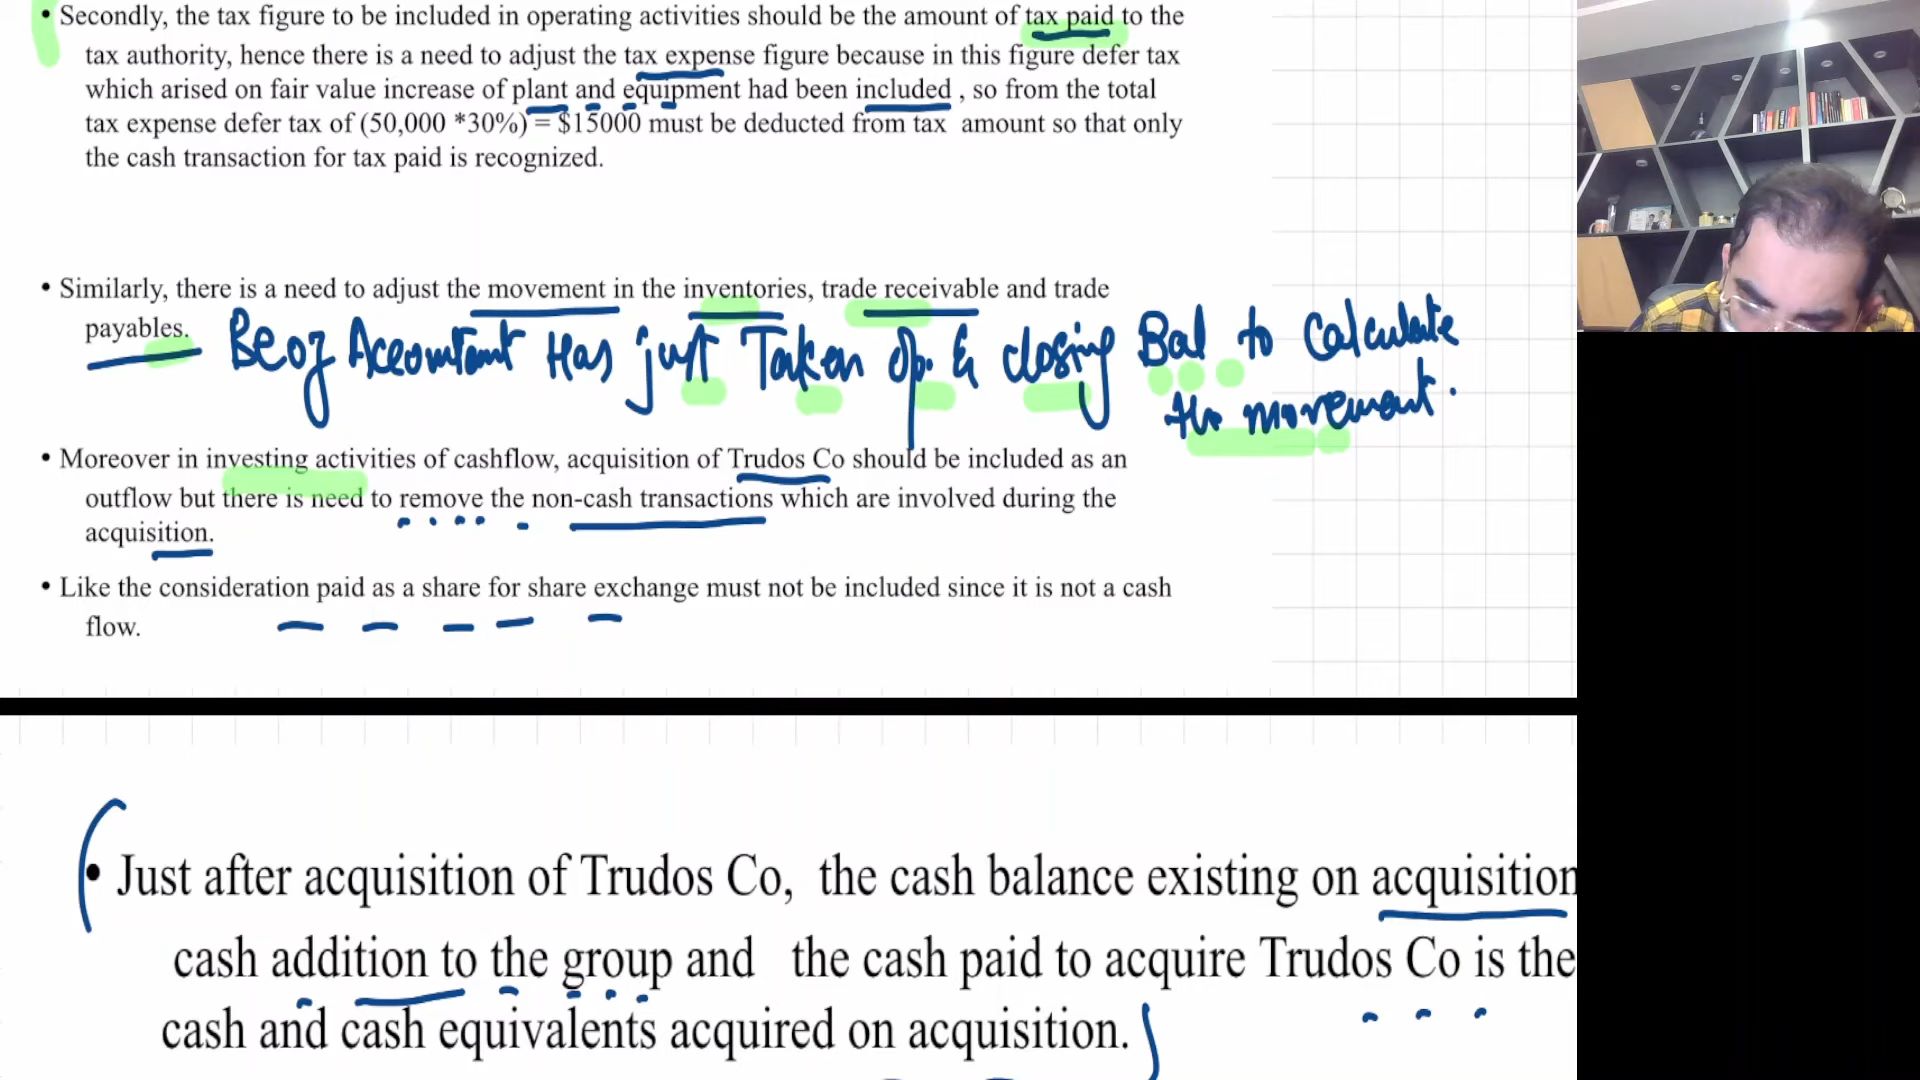 • Secondly, the tax figure to be included in operating activities should be the amount of tax paid to the
tax authority, hence there is a need to adjust the tax expense figure because in this figure defer tax
which arised on fair value increase of plant and equipment had been included , so from the total
tax expense defer tax of (50,000 *30%) = $15000 must be deducted from tax amount so that only
the cash transaction for tax paid is recognized.
• Similarly, there is a need to adjust the movement in the inventories, trade receivable and trade
payables.
Bcoz Accountant Has just Taken op. & closing Bal to Calculate
the movement.
• Moreover in investing activities of cashflow, acquisition of Trudos Co should be included as an
outflow but there is need to remove the non-cash transactions which are involved during the
acquisition.
• Like the consideration paid as a share for share exchange must not be included since it is not a cash
flow.
• Just after acquisition of Trudos Co, the cash balance existing on acquisition
cash addition to the group and the cash paid to acquire Trudos Co is the
cash and cash equivalents acquired on acquisition.